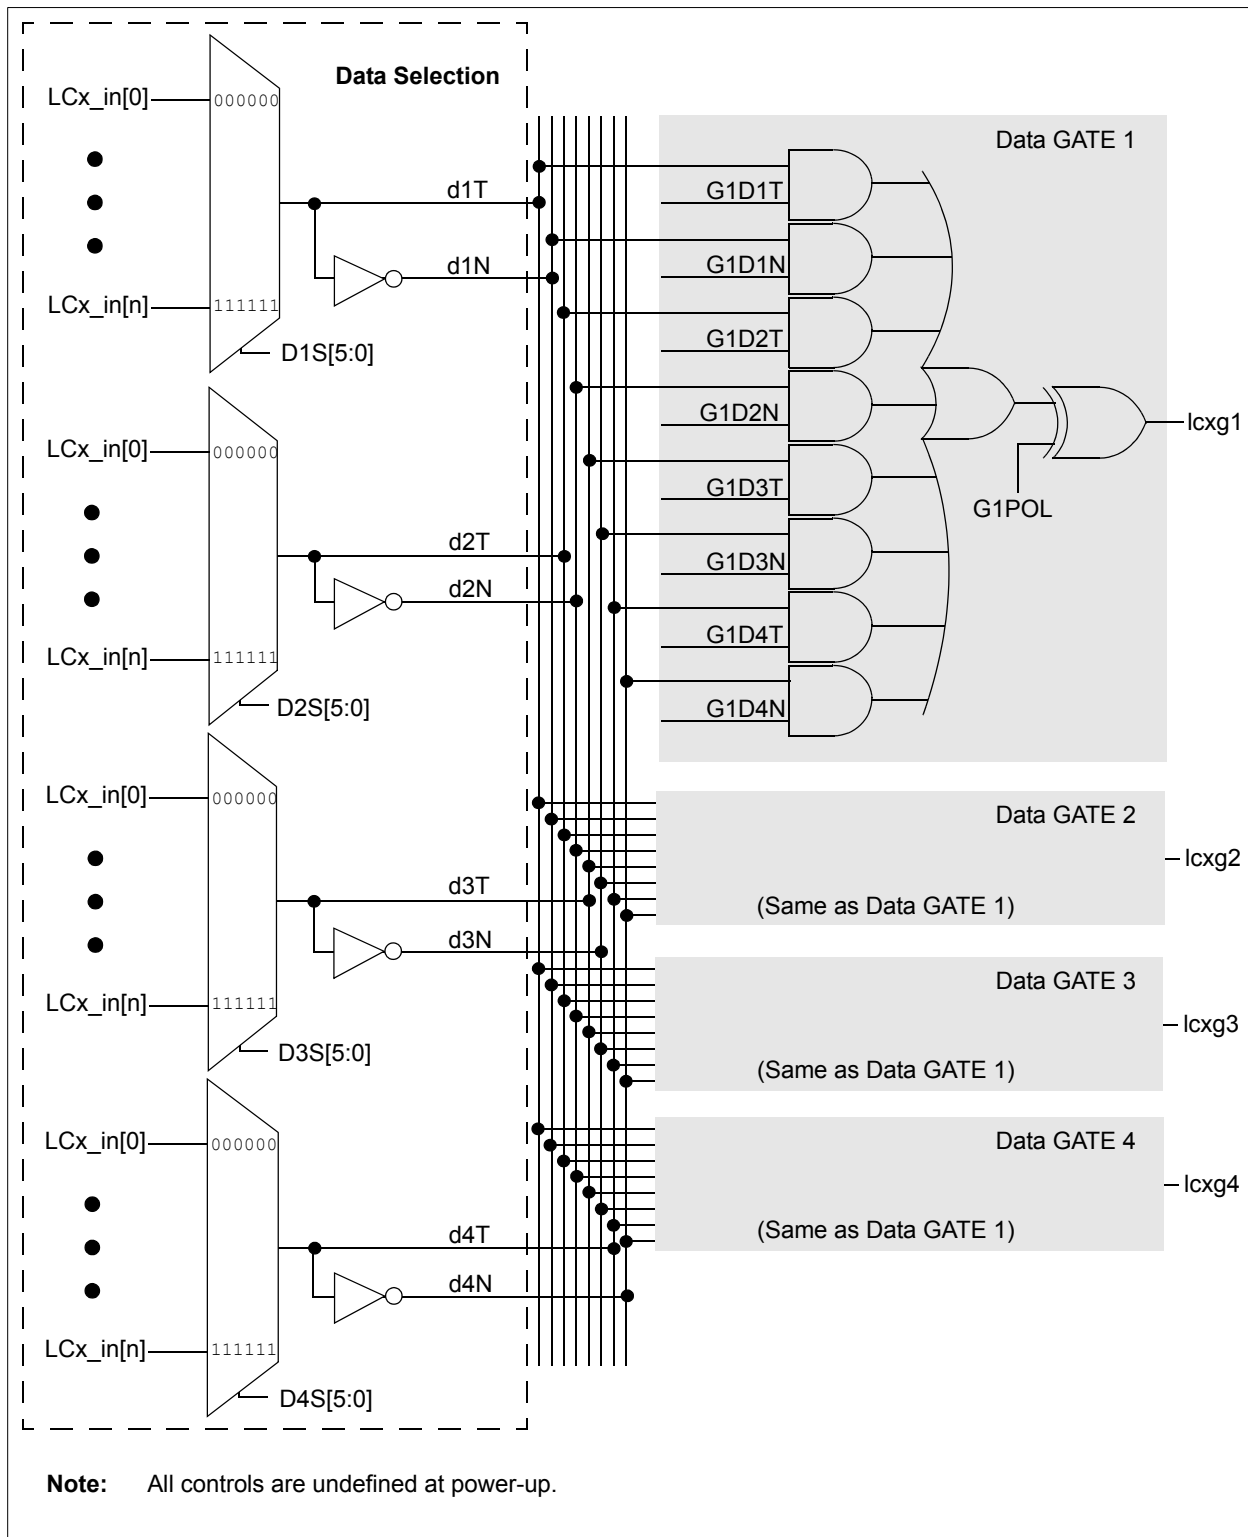 Data Selection
LCx_in[0]
000000
d1T
d1N
LCx_in[n]
111111
D1S[5:0]
LCx_in[0]
000000
d2T
d2N
LCx_in[n]
111111
D2S[5:0]
LCx_in[0]
000000
d3T
d3N
LCx_in[n]
111111
D3S[5:0]
LCx_in[0]
000000
d4T
d4N
LCx_in[n]
111111
D4S[5:0]
Data GATE 1
G1D1T
G1D1N
G1D2T
G1D2N
G1D3T
G1D3N
G1D4T
G1D4N
G1POL
lcxg1
Data GATE 2
(Same as Data GATE 1)
lcxg2
Data GATE 3
(Same as Data GATE 1)
lcxg3
Data GATE 4
(Same as Data GATE 1)
lcxg4
Note: All controls are undefined at power-up.